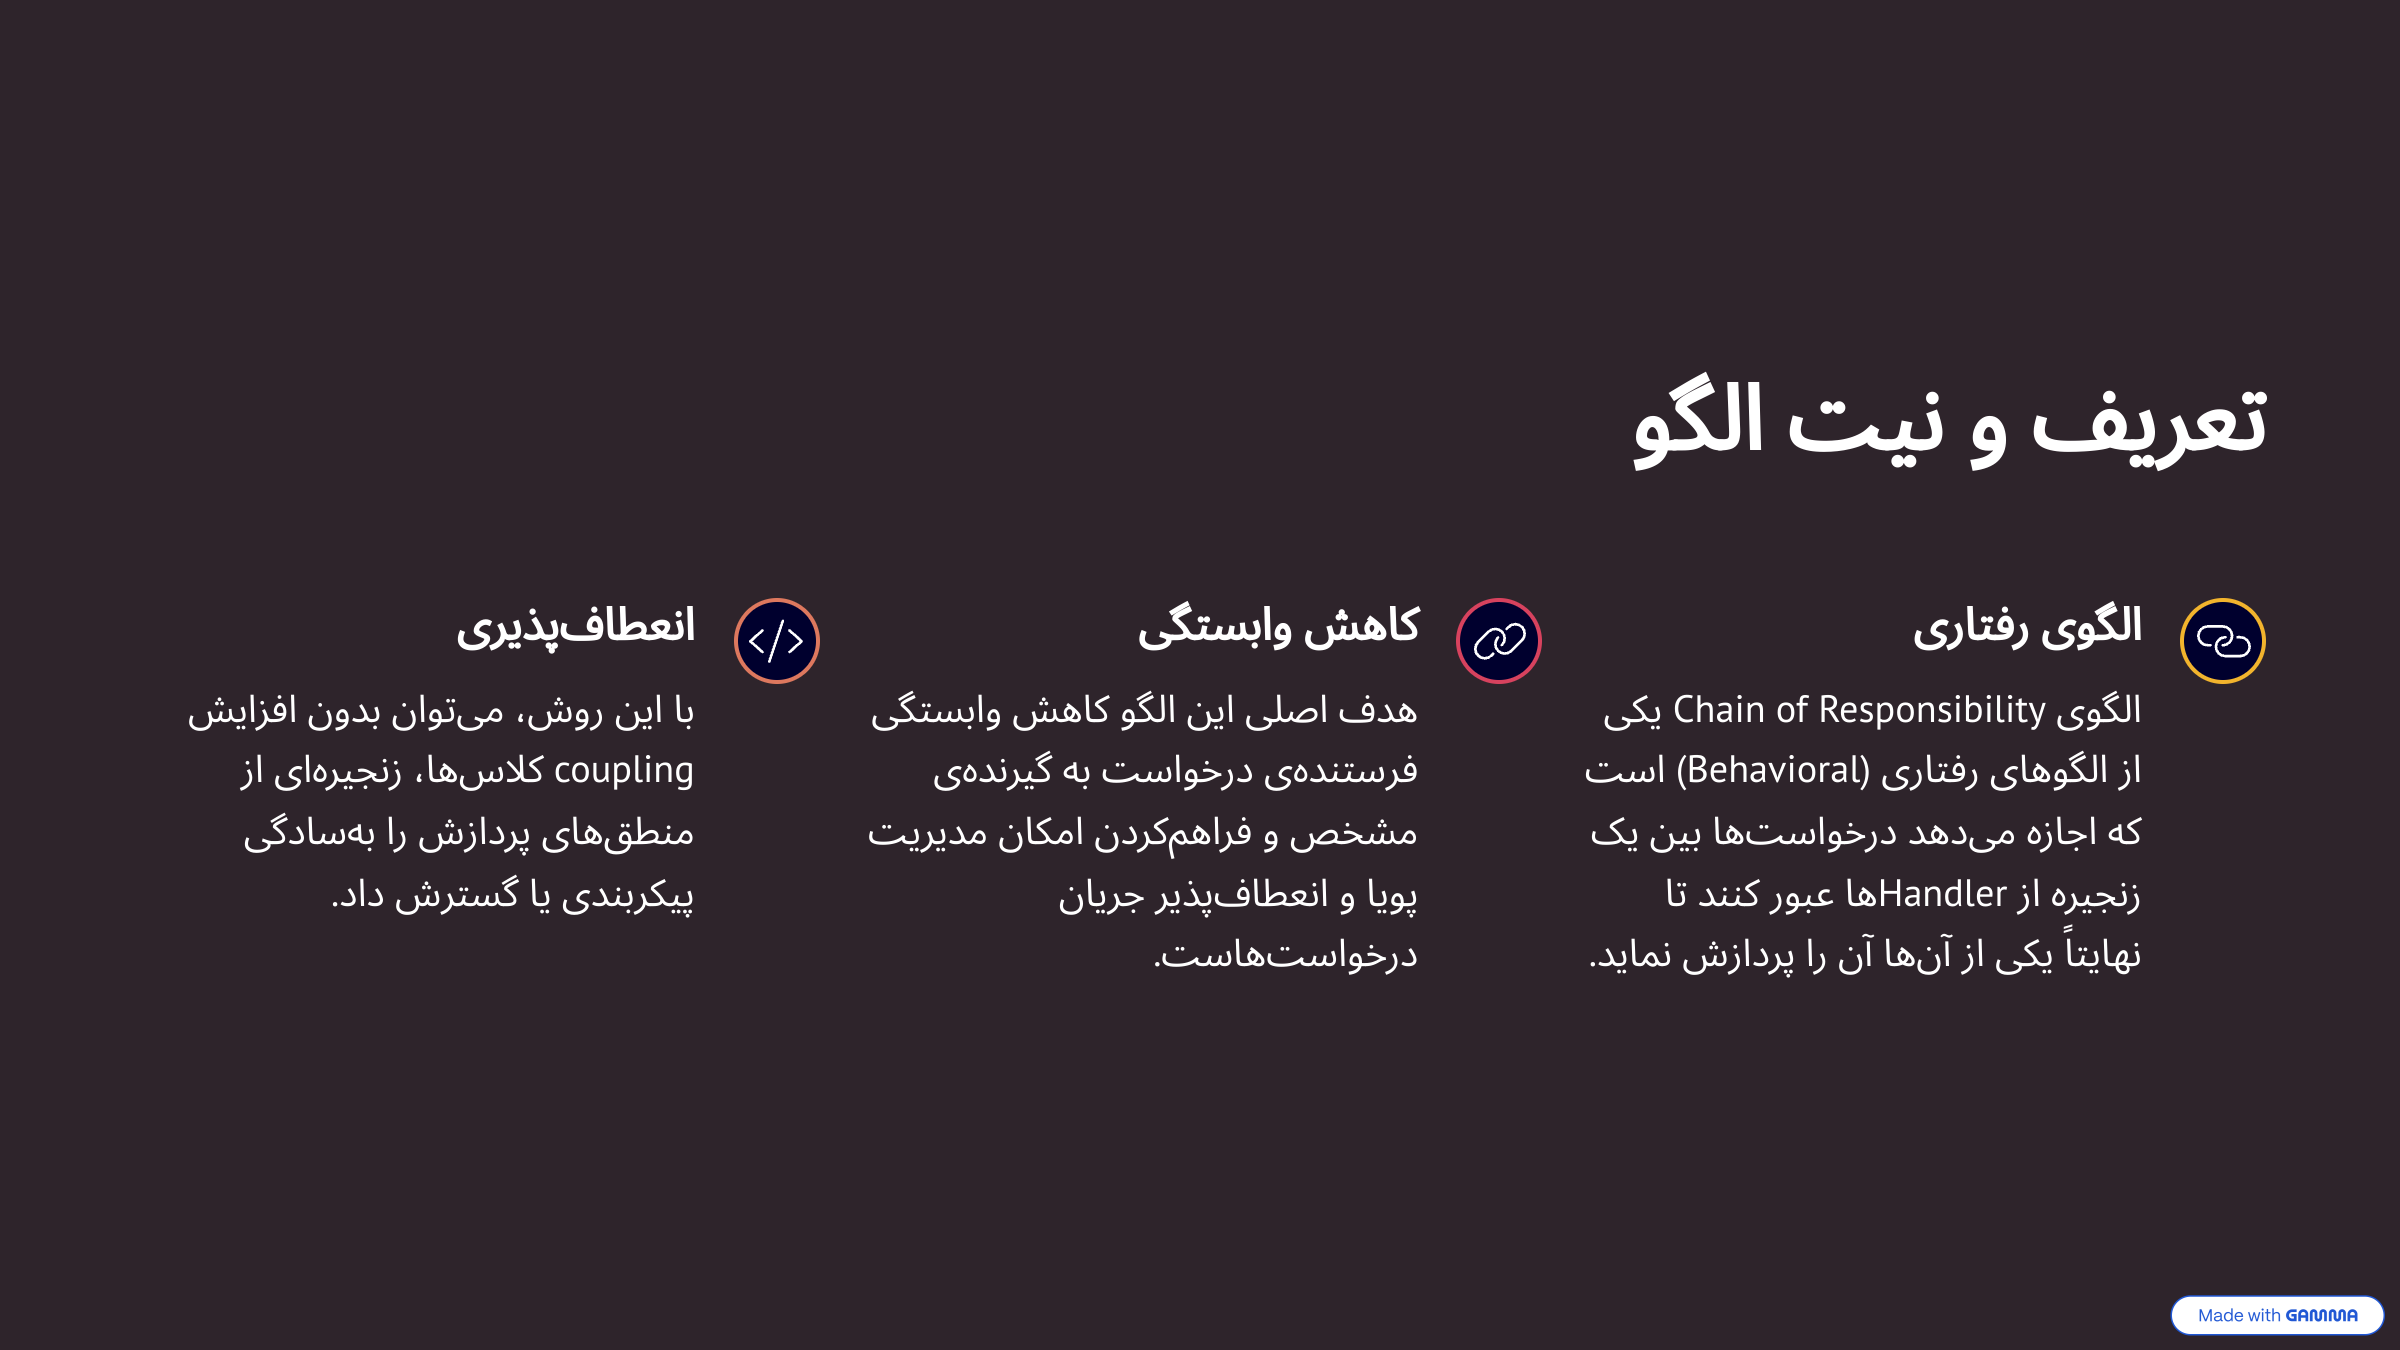 تعریف و نیت الگو
الگوی رفتاری
الگوی Chain of Responsibility یکی
از الگوهای رفتاری (Behavioral) است
که اجازه می‌دهد درخواست‌ها بین یک
زنجیره از Handlerها عبور کنند تا
نهایتاً یکی از آن‌ها آن را پردازش نماید.
کاهش وابستگی
هدف اصلی این الگو کاهش وابستگی
فرستنده‌ی درخواست به گیرنده‌ی
مشخص و فراهم‌کردن امکان مدیریت
پویا و انعطاف‌پذیر جریان
درخواست‌هاست.
انعطاف‌پذیری
با این روش، می‌توان بدون افزایش
coupling کلاس‌ها، زنجیره‌ای از
منطق‌های پردازش را به‌سادگی
پیکربندی یا گسترش داد.
Made with GAMMA